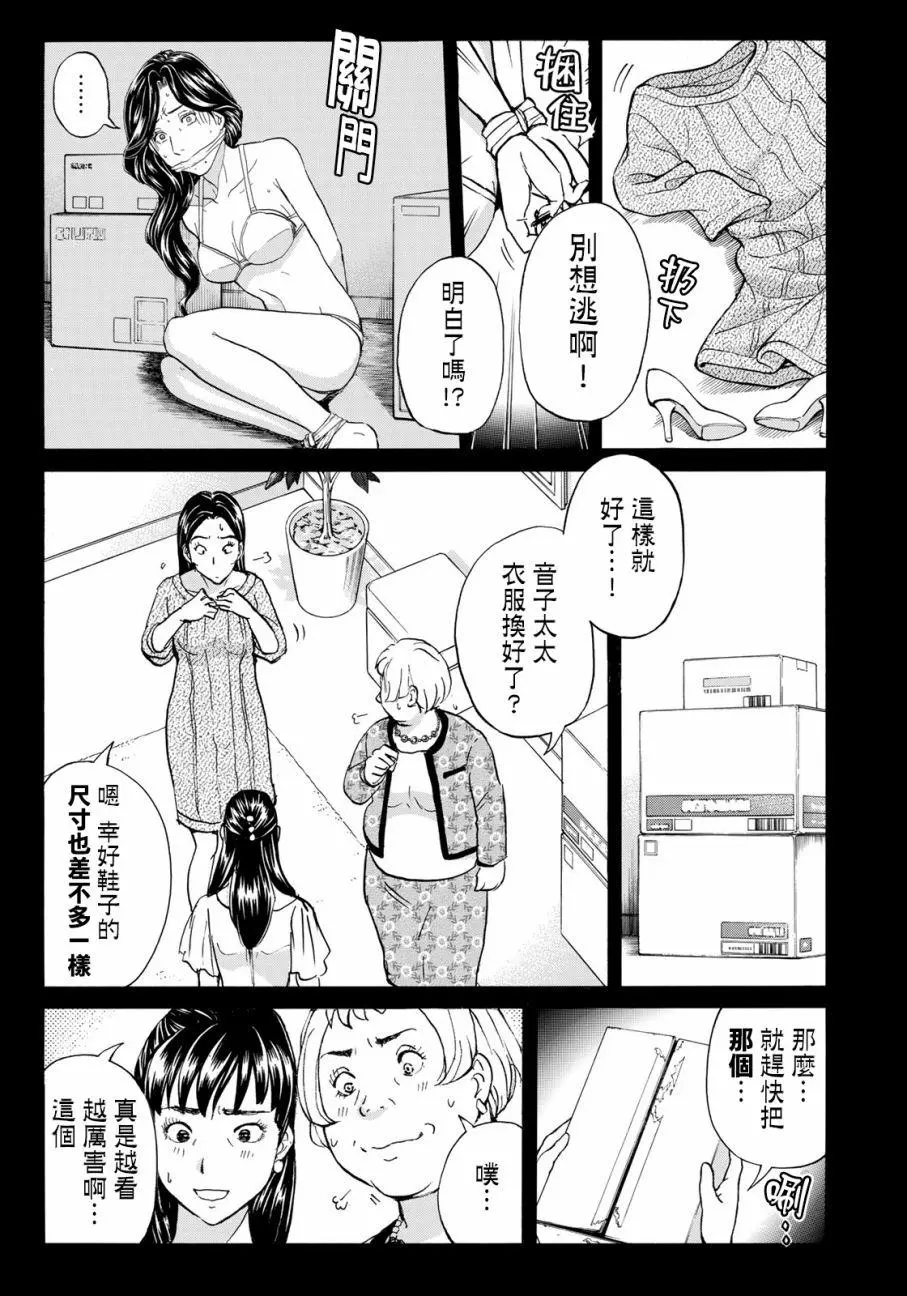 扔下
捆住
別想逃啊！
明白了嗎!?
關門
…
這樣就
好了…！
音子太太
衣服換好了？
嗯 幸好鞋子的
尺寸也差不多一樣
那麼…
就趕快把
那個…
唰…
噗…
真是越看
越厲害啊…
這個